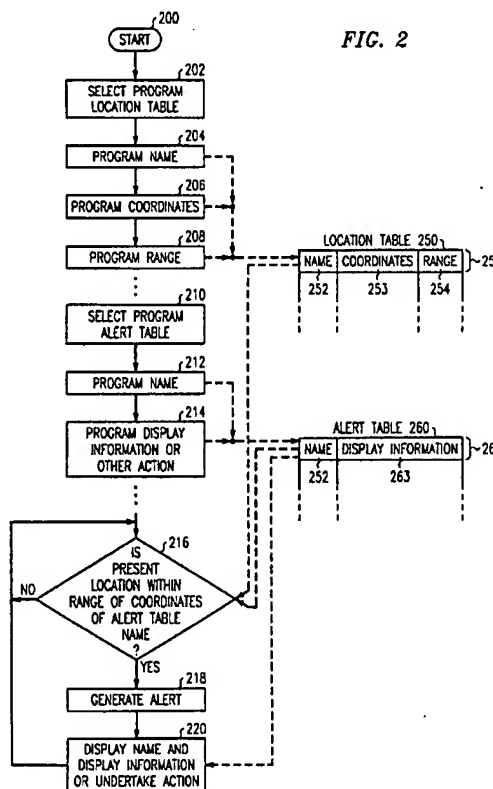 200
START
FIG. 2
202
SELECT PROGRAM
LOCATION TABLE
204
PROGRAM NAME
206
PROGRAM COORDINATES
208
PROGRAM RANGE
LOCATION TABLE 250
NAME COORDINATES RANGE
252 253 254
210
SELECT PROGRAM
ALERT TABLE
212
PROGRAM NAME
214
PROGRAM DISPLAY
INFORMATION OR
OTHER ACTION
ALERT TABLE 260
NAME DISPLAY INFORMATION
252 263
216
IS
PRESENT
LOCATION WITHIN
RANGE OF COORDINATES
OF ALERT TABLE
NAME
?
NO
YES
218
GENERATE ALERT
220
DISPLAY NAME AND
DISPLAY INFORMATION
OR UNDERTAKE ACTION